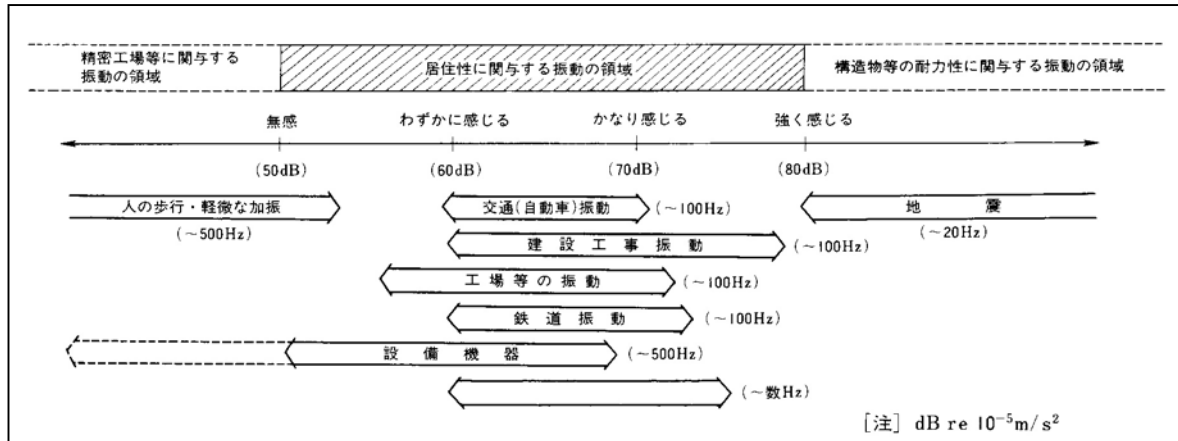 精密工場等に関与する
振動の領域
居住性に関与する振動の領域
構造物等の耐力性に関与する振動の領域
無感
わずかに感じる
かなり感じる
強く感じる
(50dB)
(60dB)
(70dB)
(80dB)
人の歩行・軽微な加振
(~500Hz)
交通(自動車)振動
(~100Hz)
地震
(~20Hz)
建設工事振動
(~100Hz)
工場等の振動
(~100Hz)
鉄道振動
(~100Hz)
設備機器
(~500Hz)
(~数Hz)
[注] dB re 10⁻⁵m/s²